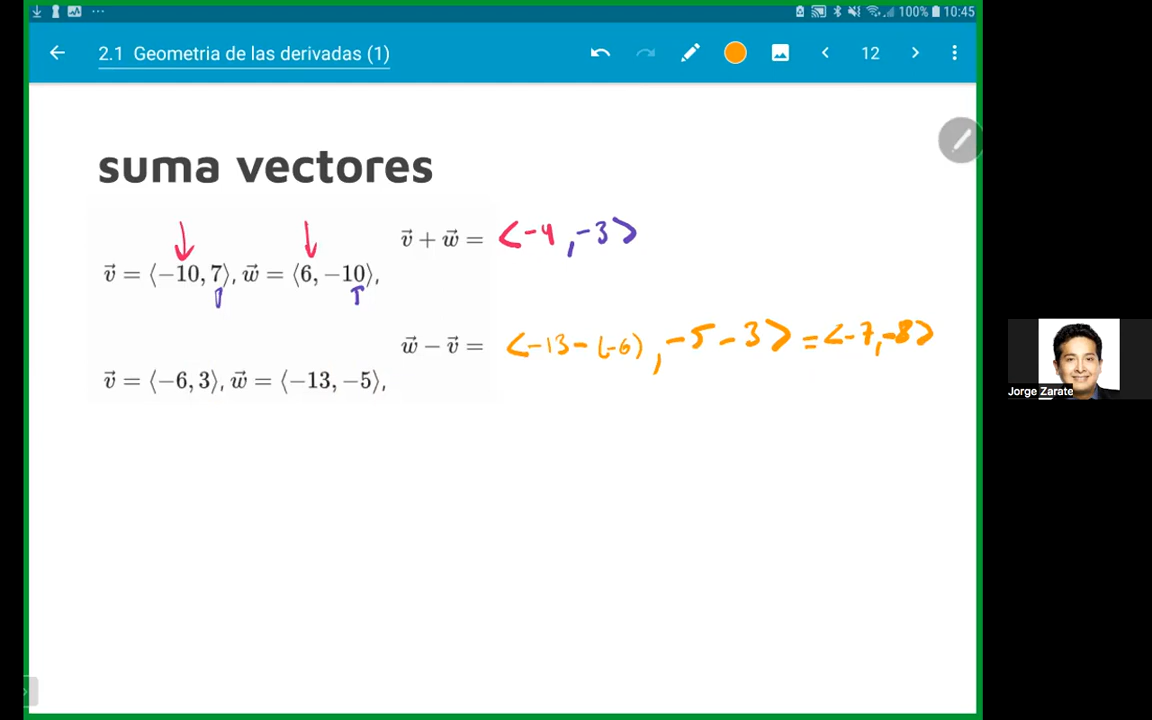 100% 10:45
2.1 Geometria de las derivadas (1)
12
suma vectores
v⃗ + w⃗ = <-4, -3>
v⃗ = ⟨−10, 7⟩, w⃗ = ⟨6, −10⟩,
w⃗ − v⃗ = <-13-(-6), -5-3> = <-7,-8>
v⃗ = ⟨−6, 3⟩, w⃗ = ⟨−13, −5⟩,
Jorge Zarate